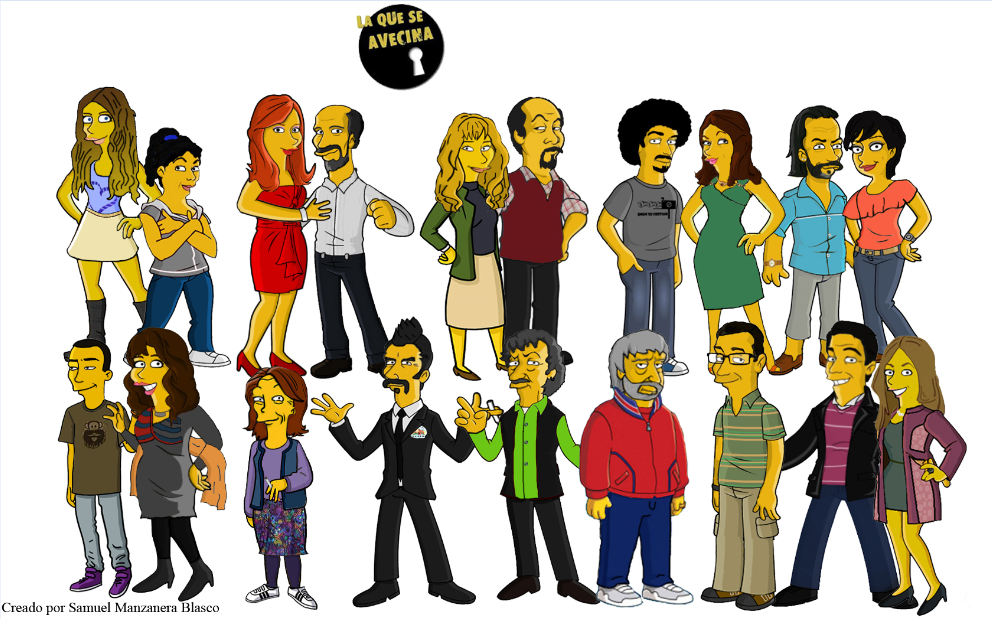 LA QUE SE
AVECINA
Creado por Samuel Manzanera Blasco